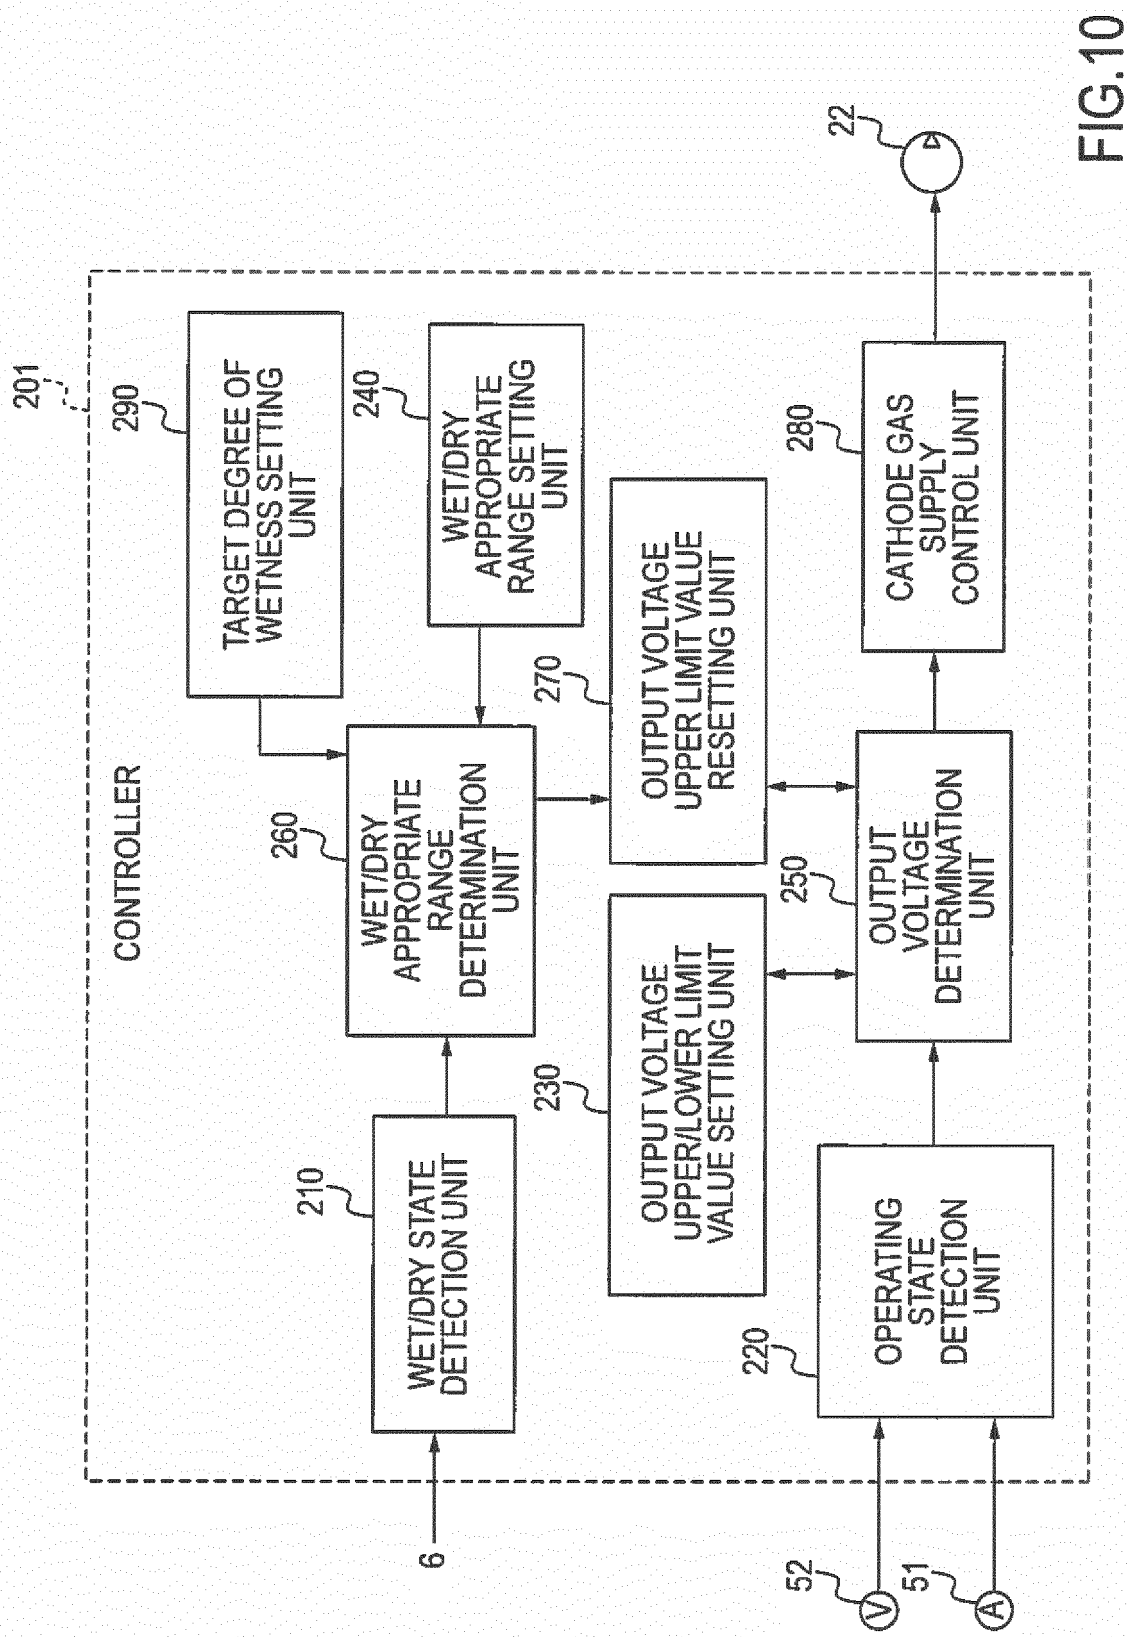 201
CONTROLLER
290
TARGET DEGREE OF
WETNESS SETTING
UNIT
240
WET/DRY
APPROPRIATE
RANGE SETTING
UNIT
260
WET/DRY
APPROPRIATE
RANGE
DETERMINATION
UNIT
210
WET/DRY STATE
DETECTION UNIT
6
230
OUTPUT VOLTAGE
UPPER/LOWER LIMIT
VALUE SETTING UNIT
270
OUTPUT VOLTAGE
UPPER LIMIT VALUE
RESETTING UNIT
52
V
51
A
220
OPERATING
STATE
DETECTION
UNIT
250
OUTPUT
VOLTAGE
DETERMINATION
UNIT
280
CATHODE GAS
SUPPLY
CONTROL UNIT
22
FIG.10